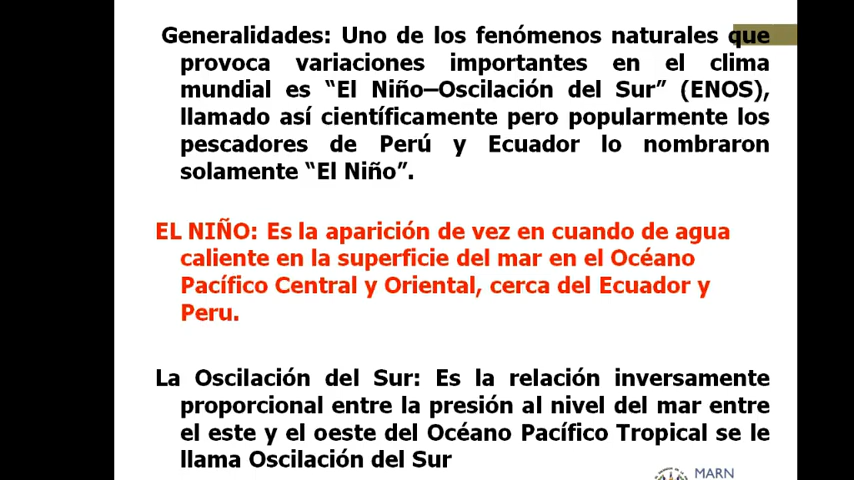 Generalidades: Uno de los fenómenos naturales que
provoca variaciones importantes en el clima
mundial es “El Niño–Oscilación del Sur” (ENOS),
llamado así científicamente pero popularmente los
pescadores de Perú y Ecuador lo nombraron
solamente “El Niño”.
EL NIÑO: Es la aparición de vez en cuando de agua
caliente en la superficie del mar en el Océano
Pacífico Central y Oriental, cerca del Ecuador y
Peru.
La Oscilación del Sur: Es la relación inversamente
proporcional entre la presión al nivel del mar entre
el este y el oeste del Océano Pacífico Tropical se le
llama Oscilación del Sur
MARN